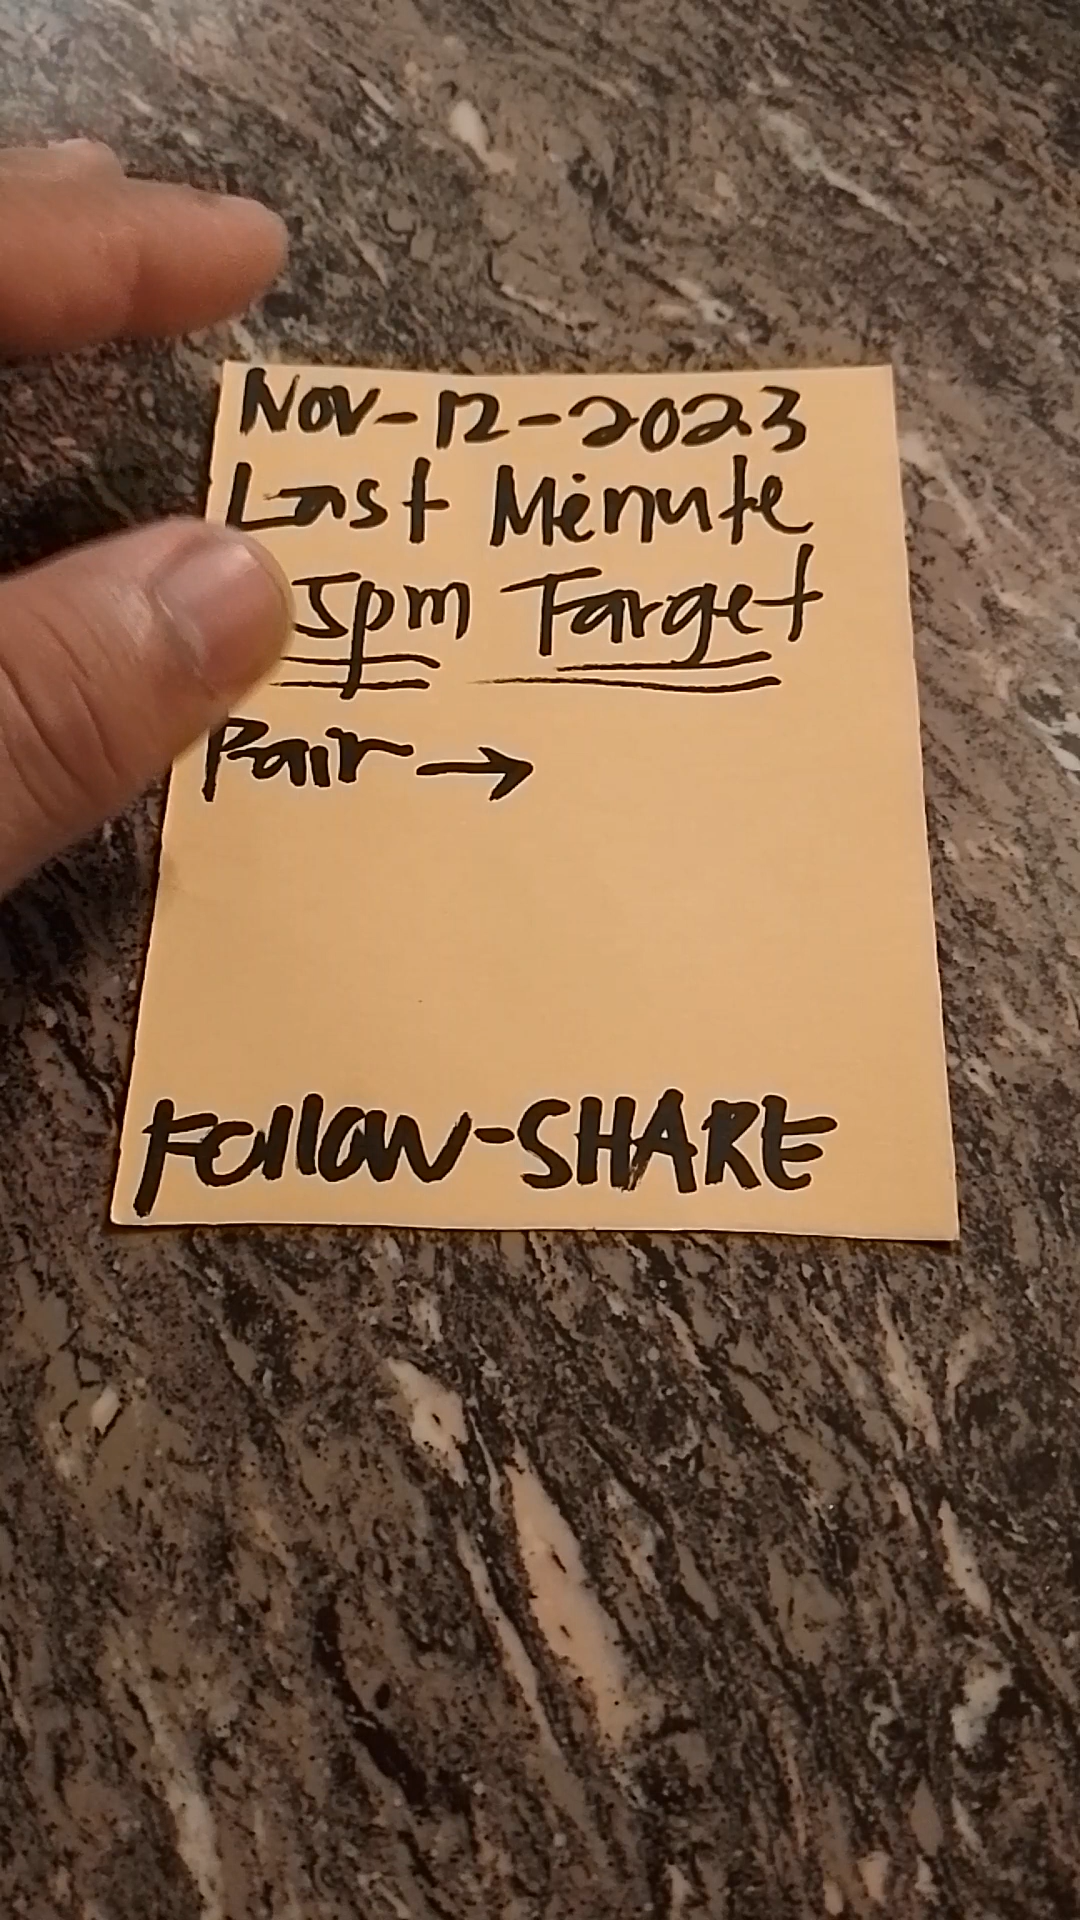 Nov-12-2023
Last Minute
5pm Target
Pair→
FOllOW-SHARE